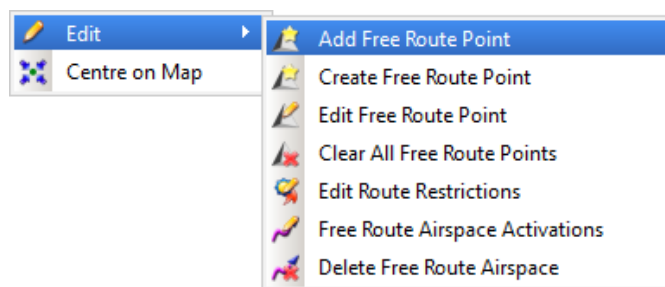 Edit
Centre on Map
Add Free Route Point
Create Free Route Point
Edit Free Route Point
Clear All Free Route Points
Edit Route Restrictions
Free Route Airspace Activations
Delete Free Route Airspace